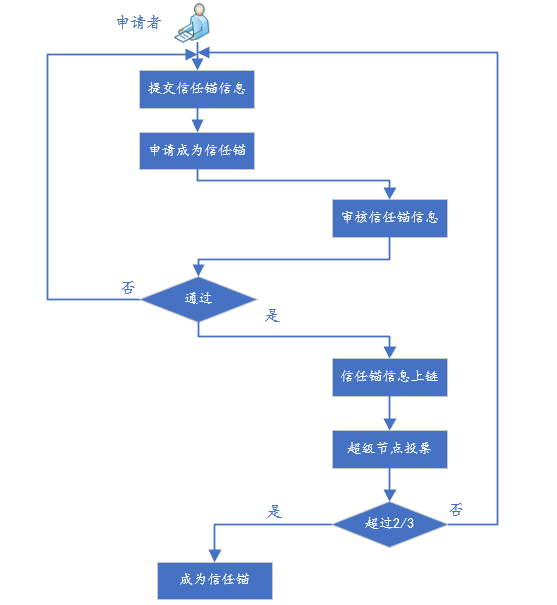 申请者
提交信任锚信息
申请成为信任锚
审核信任锚信息
否
通过
是
信任锚信息上链
超级节点投票
是
超过2/3
否
成为信任锚